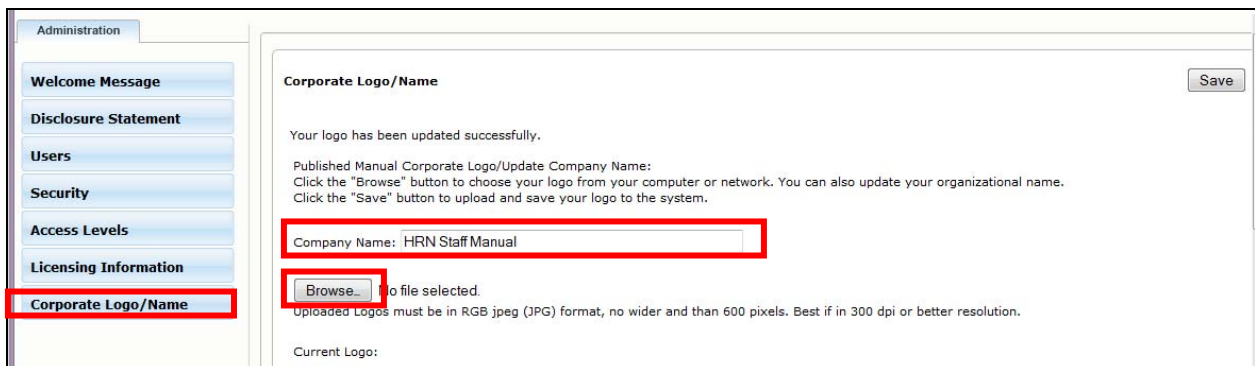 Administration
Welcome Message
Disclosure Statement
Users
Security
Access Levels
Licensing Information
Corporate Logo/Name
Corporate Logo/Name
Save
Your logo has been updated successfully.
Published Manual Corporate Logo/Update Company Name:
Click the "Browse" button to choose your logo from your computer or network. You can also update your organizational name.
Click the "Save" button to upload and save your logo to the system.
Company Name: HRN Staff Manual
Browse… No file selected.
Uploaded Logos must be in RGB jpeg (JPG) format, no wider and than 600 pixels. Best if in 300 dpi or better resolution.
Current Logo: